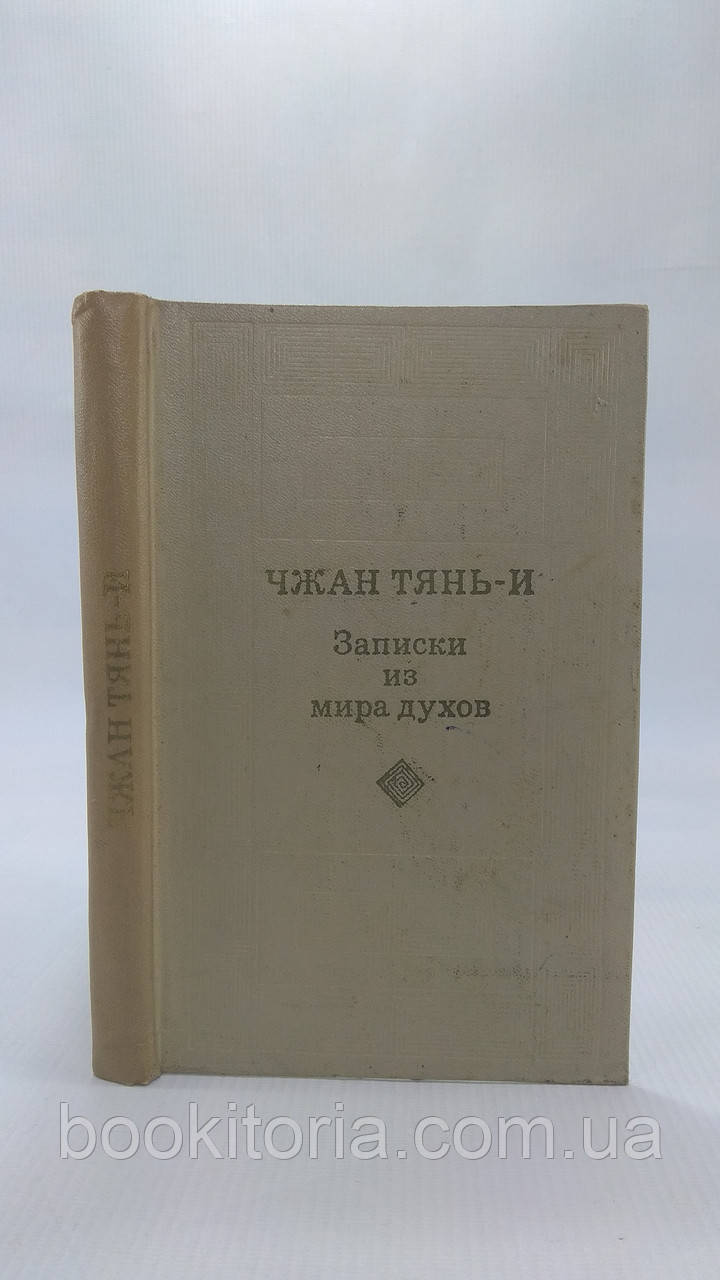 ЧЖАН ТЯНЬ-И
Записки
из
мира духов
ЧЖАН ТЯНЬ-И
bookitoria.com.ua